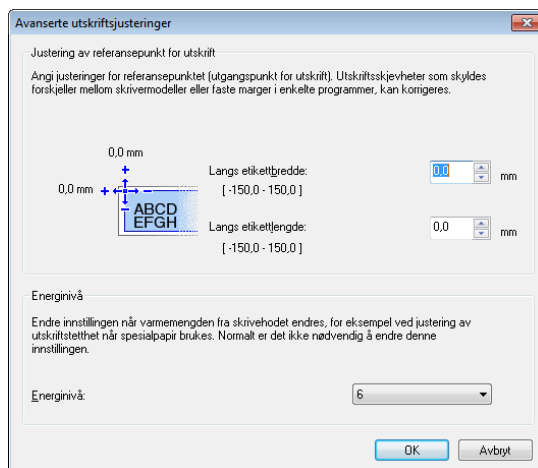 Avanserte utskriftsjusteringer
Justering av referansepunkt for utskrift
Angi justeringer for referansepunktet (utgangspunkt for utskrift). Utskriftsskjevheter som skyldes
forskjeller mellom skrivermodeller eller faste marger i enkelte programmer, kan korrigeres.
0,0 mm
0,0 mm
ABCD
EFGH
Langs etikettbredde:
0,0 mm
[ -150,0 - 150,0 ]
Langs etikettlengde:
0,0 mm
[ -150,0 - 150,0 ]
Energinivå
Endre innstillingen når varmemengden fra skrivehodet endres, for eksempel ved justering av
utskriftstetthet når spesialpapir brukes. Normalt er det ikke nødvendig å endre denne
innstillingen.
Energinivå:
6
OK
Avbryt